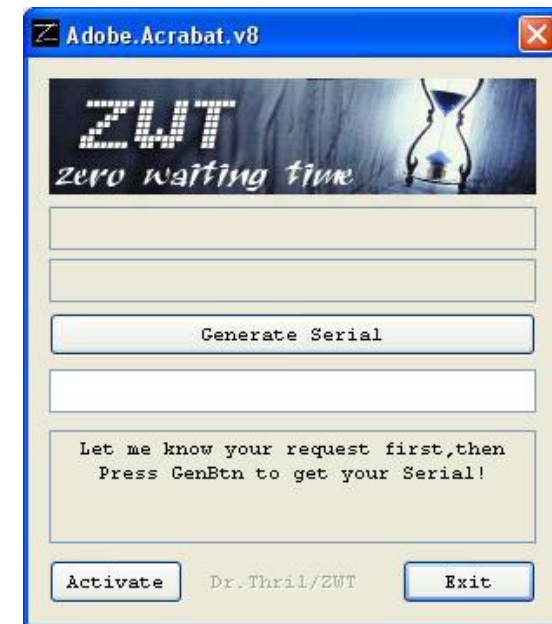 Adobe.Acrabat.v8
ZWT
zero waiting time
Generate Serial
Let me know your request first,then
Press GenBtn to get your Serial!
Activate
Dr.Thril/ZWT
Exit